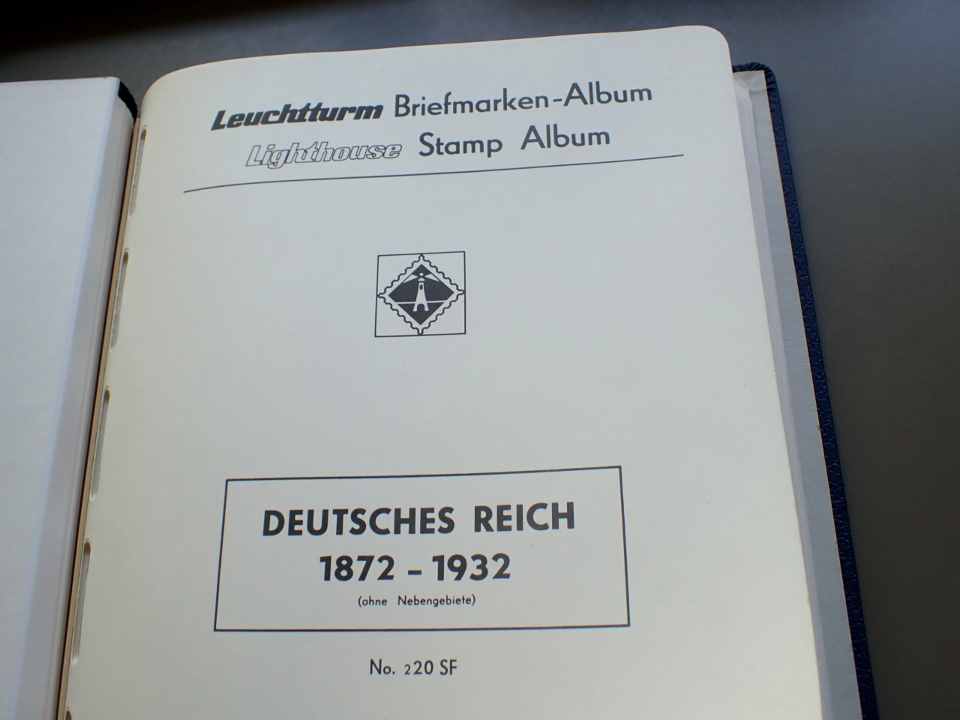 Leuchtturm Briefmarken-Album
Lighthouse Stamp Album
DEUTSCHES REICH
1872 - 1932
(ohne Nebengebiete)
No. 220 SF